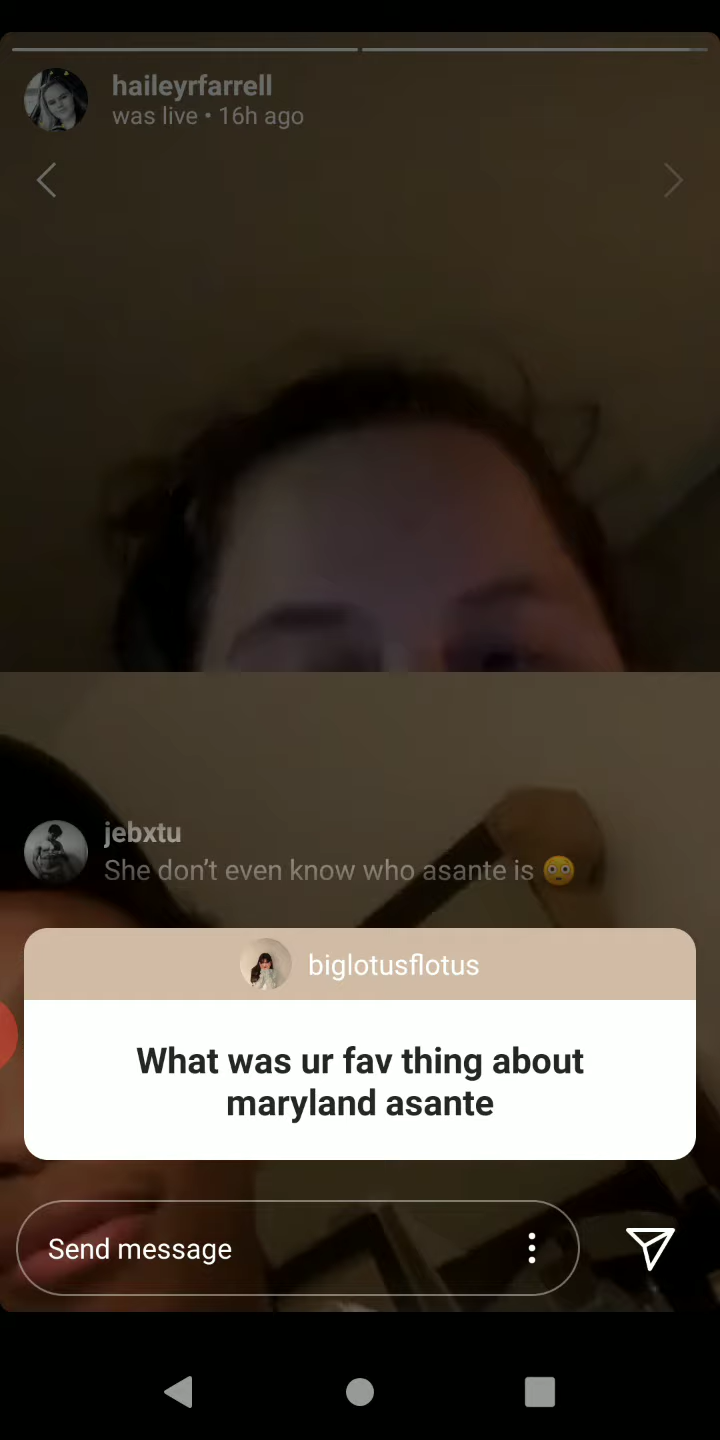 haileyrfarrell
was live • 16h ago
jebxtu
She don't even know who asante is 😳
biglotusflotus
What was ur fav thing about
maryland asante
Send message